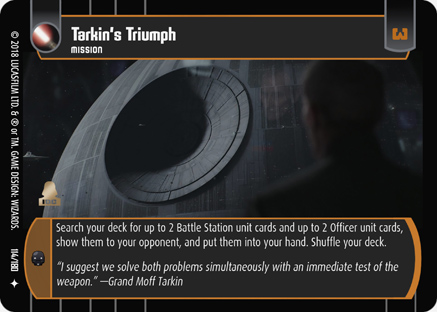 Tarkin's Triumph
MISSION
Search your deck for up to 2 Battle Station unit cards and up to 2 Officer unit cards,
show them to your opponent, and put them into your hand. Shuffle your deck.
“I suggest we solve both problems simultaneously with an immediate test of the
weapon.” —Grand Moff Tarkin
© 2018 LUCASFILM LTD. & ® or TM. GAME DESIGN: WIZARDS.